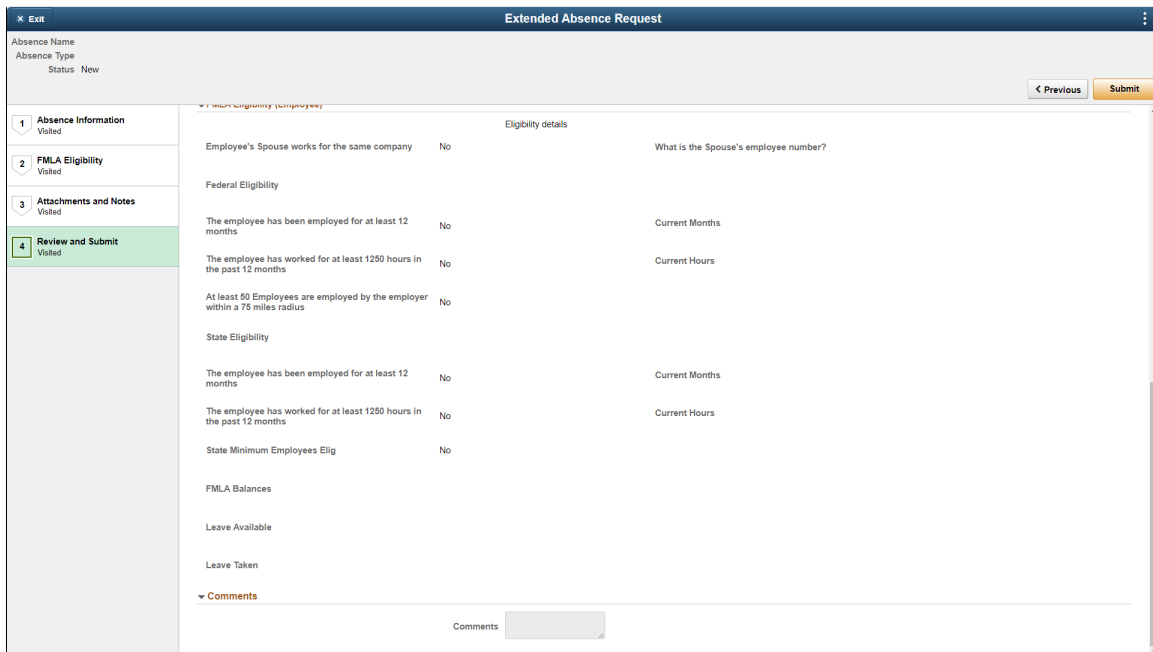 × Exit
Extended Absence Request
Absence Name
Absence Type
Status New
Previous
Submit
1 Absence Information
Visited
2 FMLA Eligibility
Visited
3 Attachments and Notes
Visited
4 Review and Submit
Visited
FMLA Eligibility (Employee)
Eligibility details
Employee's Spouse works for the same company No What is the Spouse's employee number?
Federal Eligibility
The employee has been employed for at least 12
months
No
Current Months
The employee has worked for at least 1250 hours in
the past 12 months
No
Current Hours
At least 50 Employees are employed by the employer
within a 75 miles radius
No
State Eligibility
The employee has been employed for at least 12
months
No
Current Months
The employee has worked for at least 1250 hours in
the past 12 months
No
Current Hours
State Minimum Employees Elig No
FMLA Balances
Leave Available
Leave Taken
Comments
Comments